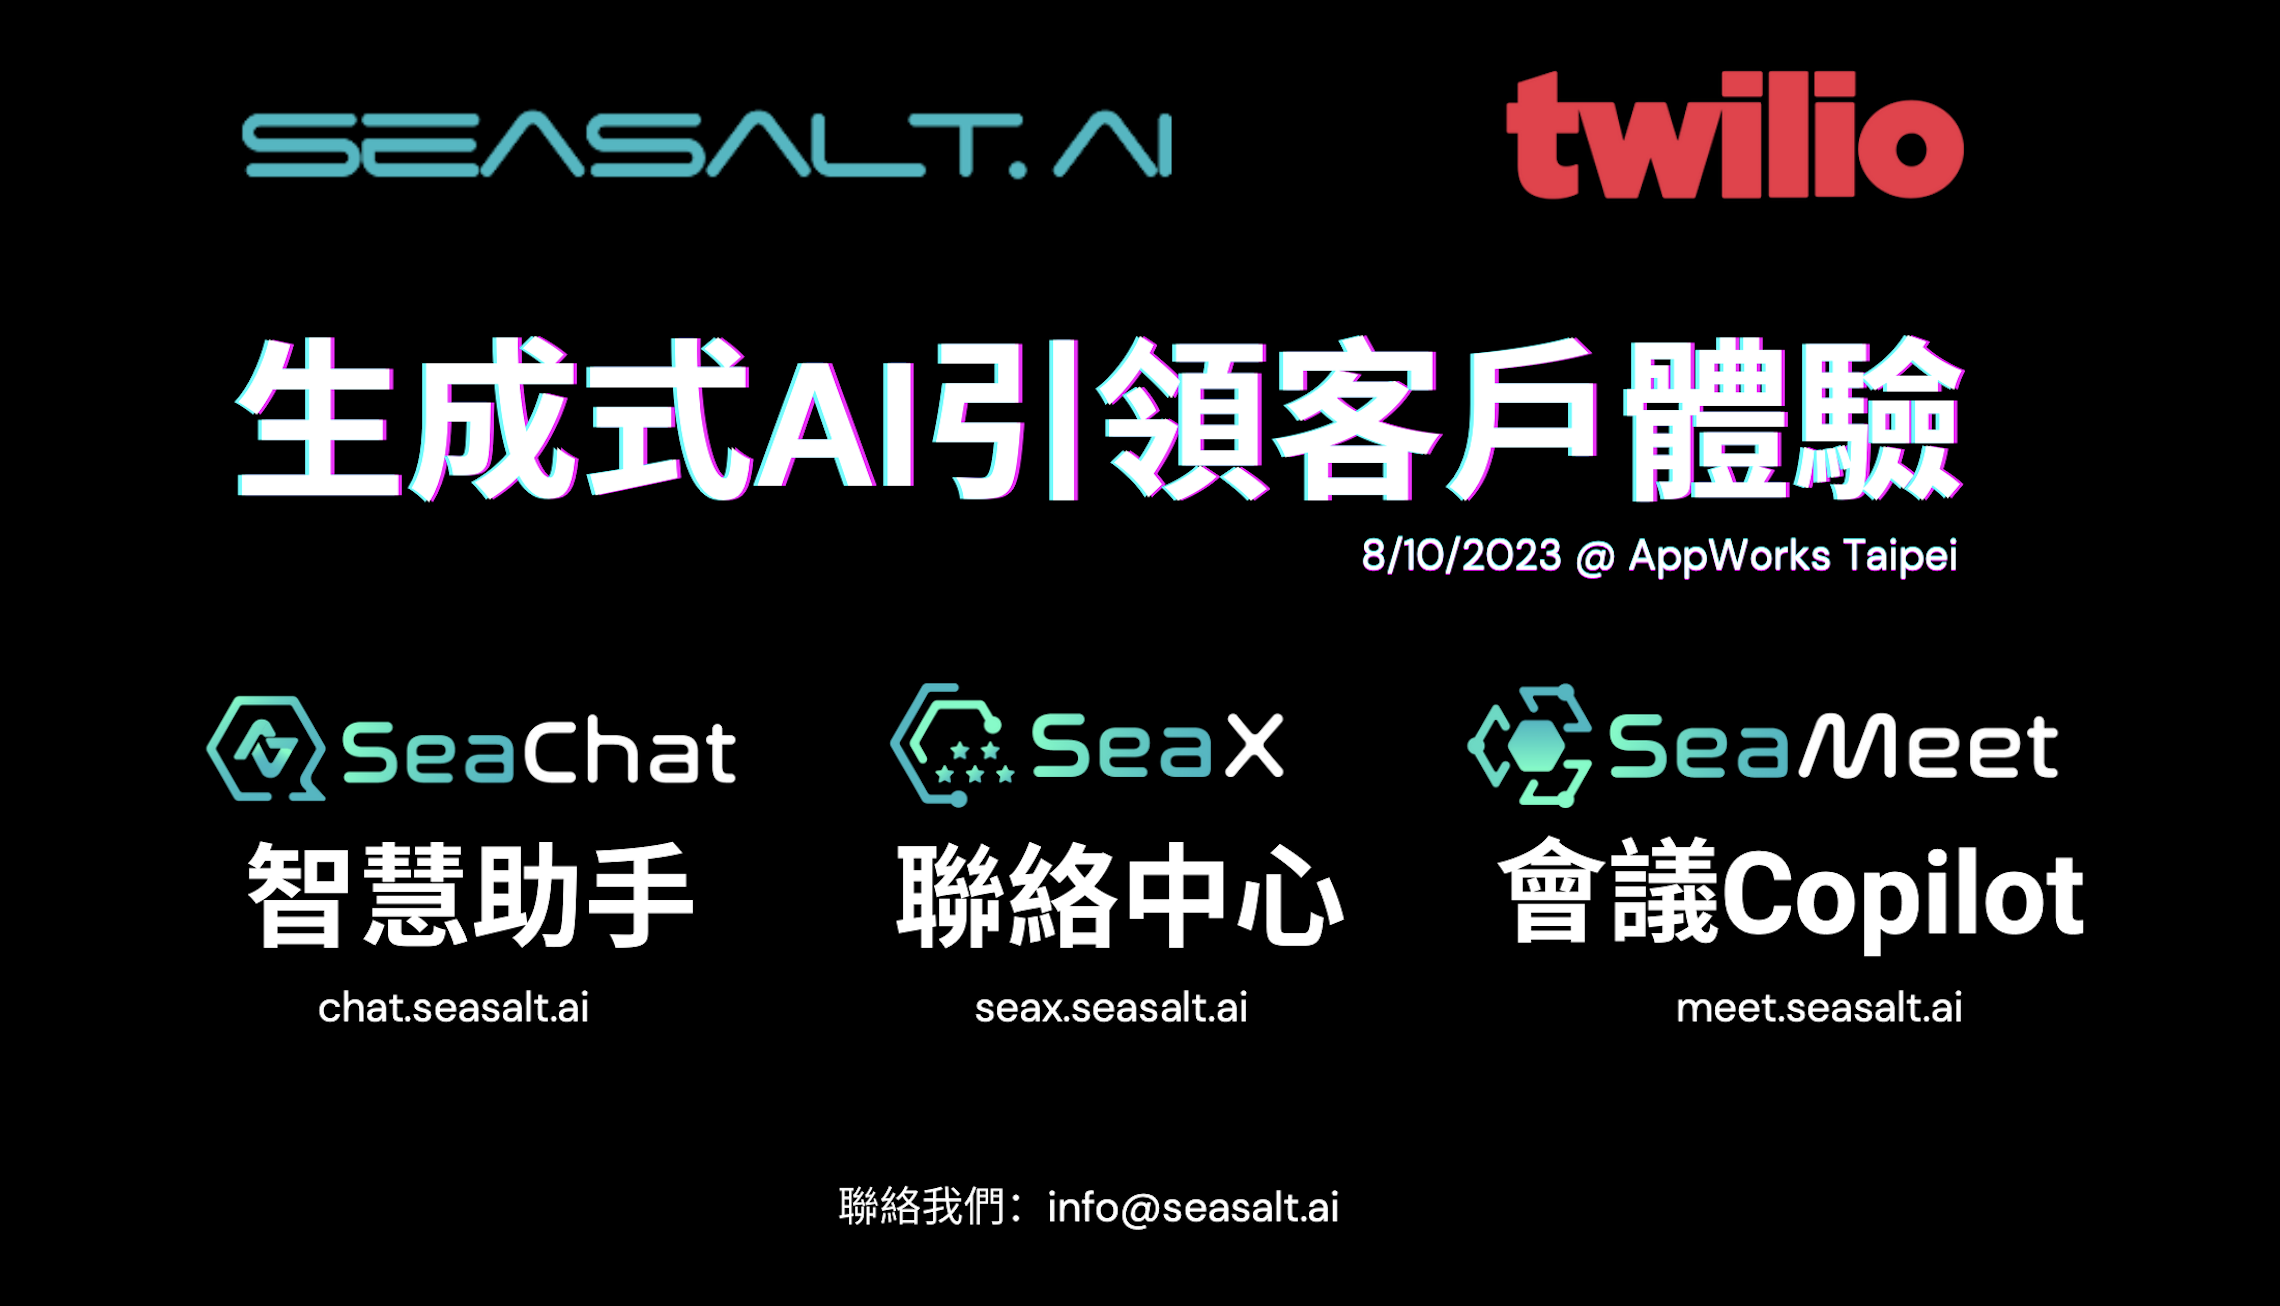 SEASALT.AI
twilio
生成式AI引領客戶體驗
8/10/2023 @ AppWorks Taipei
SeaChat
SeaX
SeaMeet
智慧助手
聯絡中心
會議Copilot
chat.seasalt.ai
seax.seasalt.ai
meet.seasalt.ai
聯絡我們：info@seasalt.ai